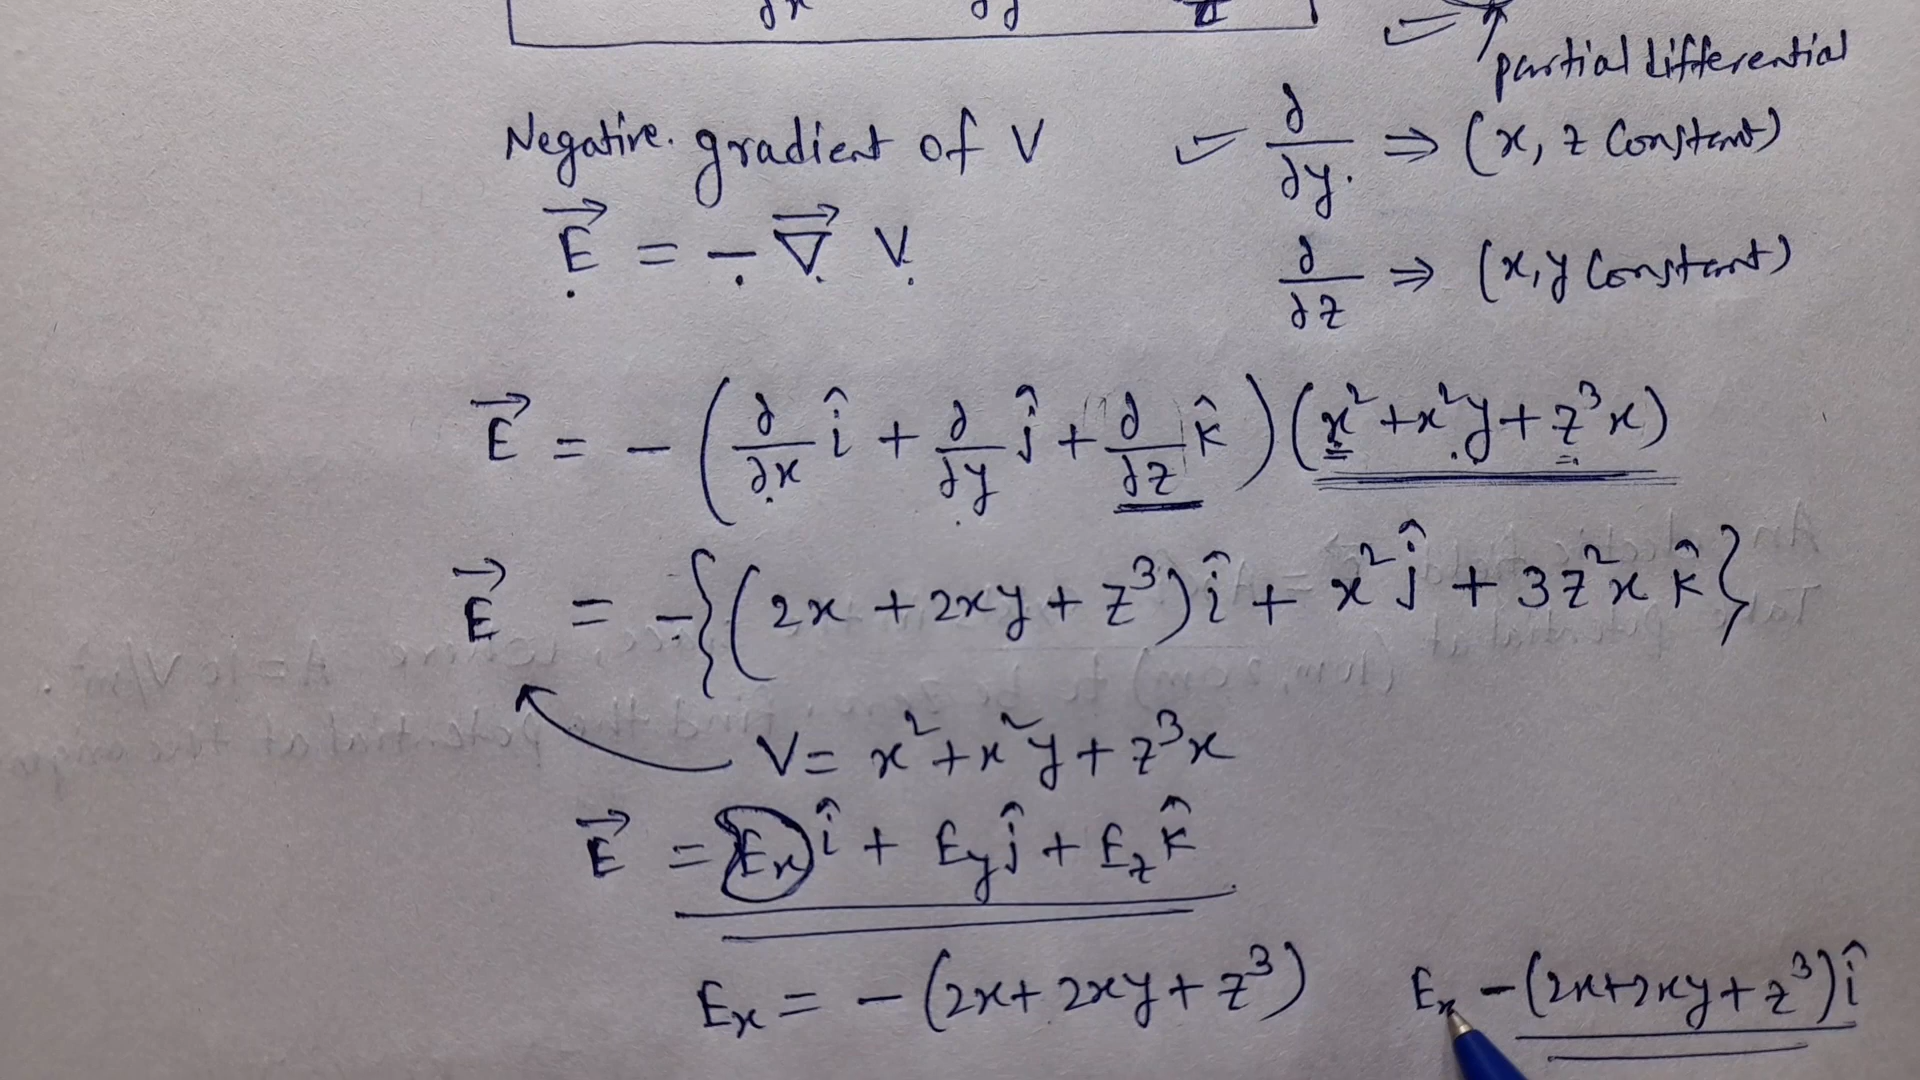 ∂x ∂y
partial differential
Negative. gradient of V
∂/∂y ⇒ (x, z Constant)
E⃗ = - ∇⃗ V
∂/∂z ⇒ (x, y Constant)
E⃗ = - (∂/∂x î + ∂/∂y ĵ + ∂/∂z k̂) (x² + x²y + z³x)
E⃗ = -{(2x + 2xy + z³) î + x² ĵ + 3z²x k̂}
V = x² + x²y + z³x
E⃗ = Ex î + Ey ĵ + Ez k̂
Ex = - (2x + 2xy + z³)
Ex - (2x + 2xy + z³) î